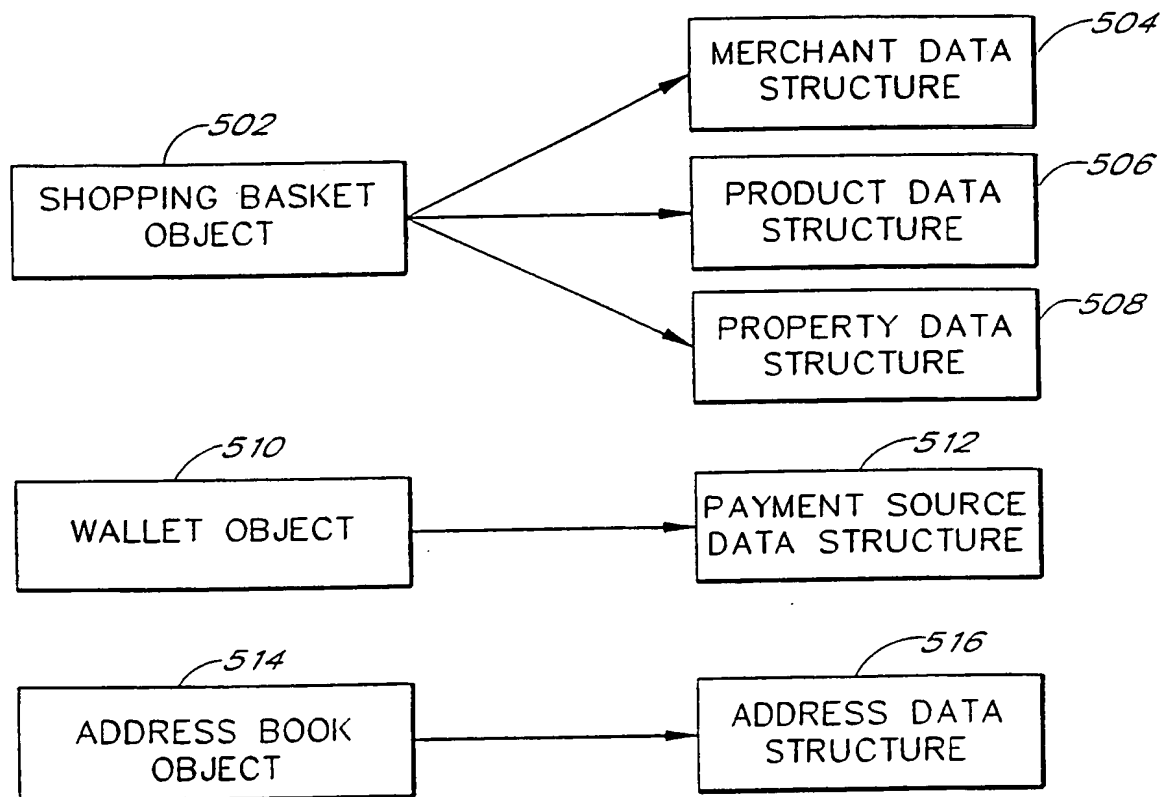 504
MERCHANT DATA
STRUCTURE
502
SHOPPING BASKET
OBJECT
506
PRODUCT DATA
STRUCTURE
508
PROPERTY DATA
STRUCTURE
510
WALLET OBJECT
512
PAYMENT SOURCE
DATA STRUCTURE
514
ADDRESS BOOK
OBJECT
516
ADDRESS DATA
STRUCTURE